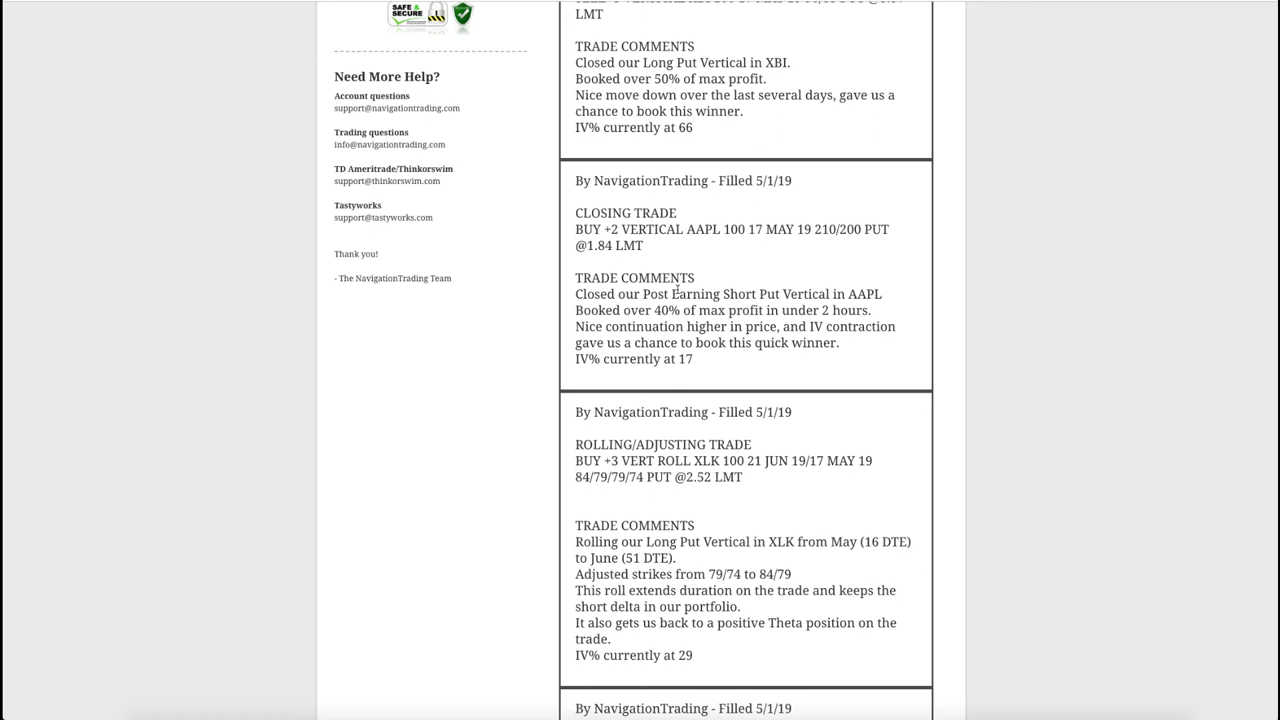 SAFE &
SECURE
Need More Help?
Account questions
support@navigationtrading.com
Trading questions
info@navigationtrading.com
TD Ameritrade/Thinkorswim
support@thinkorswim.com
Tastyworks
support@tastyworks.com
Thank you!
- The NavigationTrading Team
LMT
TRADE COMMENTS
Closed our Long Put Vertical in XBI.
Booked over 50% of max profit.
Nice move down over the last several days, gave us a
chance to book this winner.
IV% currently at 66
By NavigationTrading - Filled 5/1/19
CLOSING TRADE
BUY +2 VERTICAL AAPL 100 17 MAY 19 210/200 PUT
@1.84 LMT
TRADE COMMENTS
Closed our Post Earning Short Put Vertical in AAPL
Booked over 40% of max profit in under 2 hours.
Nice continuation higher in price, and IV contraction
gave us a chance to book this quick winner.
IV% currently at 17
By NavigationTrading - Filled 5/1/19
ROLLING/ADJUSTING TRADE
BUY +3 VERT ROLL XLK 100 21 JUN 19/17 MAY 19
84/79/79/74 PUT @2.52 LMT
TRADE COMMENTS
Rolling our Long Put Vertical in XLK from May (16 DTE)
to June (51 DTE).
Adjusted strikes from 79/74 to 84/79
This roll extends duration on the trade and keeps the
short delta in our portfolio.
It also gets us back to a positive Theta position on the
trade.
IV% currently at 29
By NavigationTrading - Filled 5/1/19